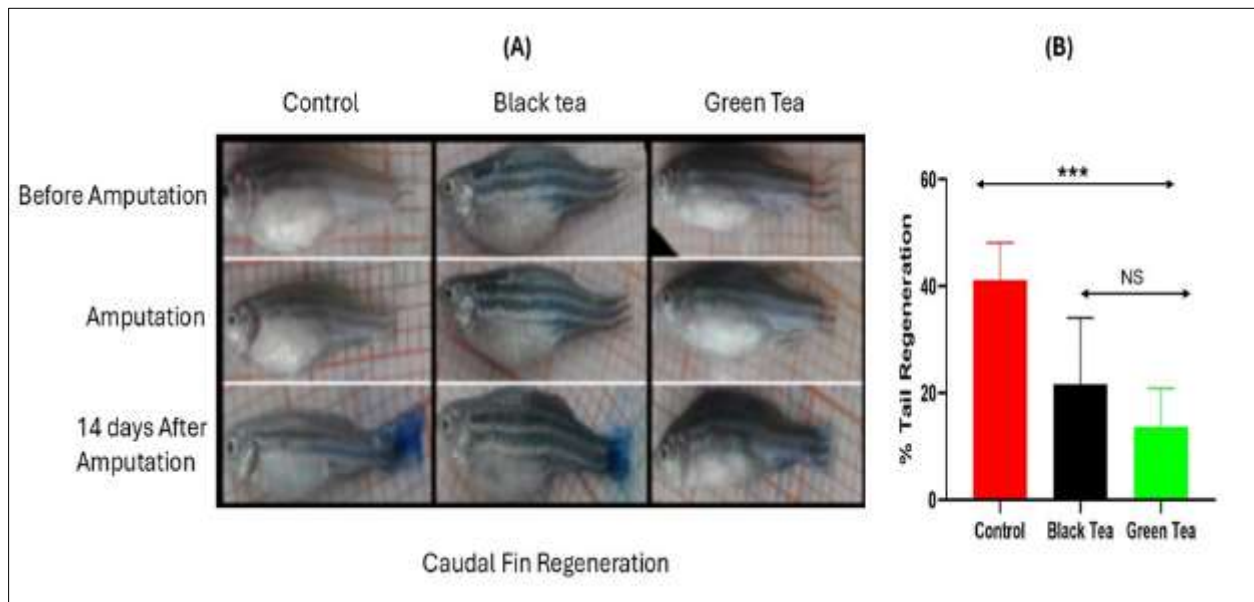 (A)
Control Black tea Green Tea
Before Amputation
Amputation
14 days After
Amputation
Caudal Fin Regeneration
(B)
% Tail Regeneration
60
40
20
0
***
NS
Control Black Tea Green Tea